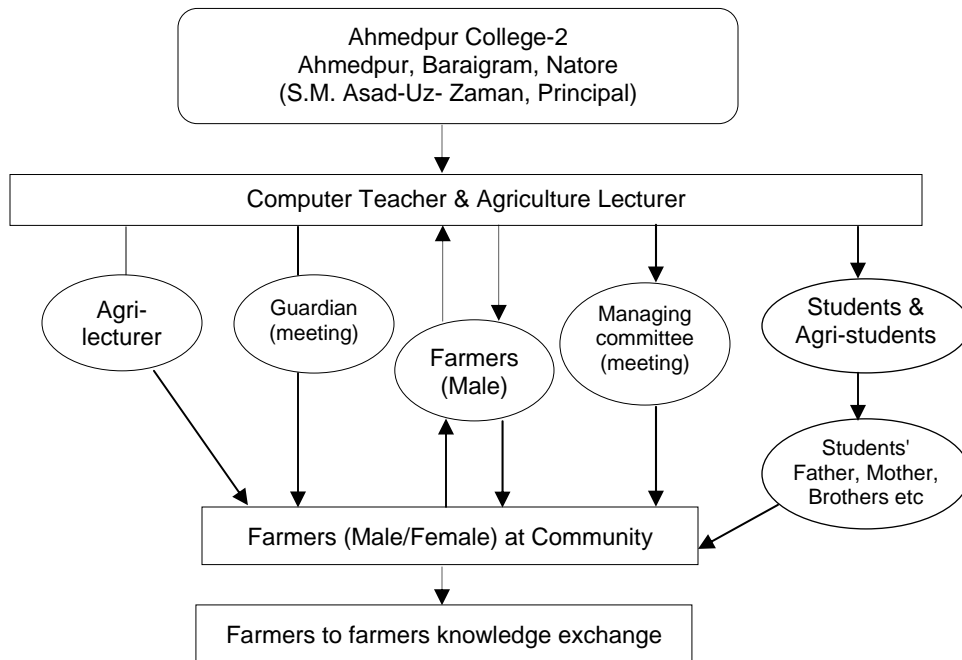 Ahmedpur College-2
Ahmedpur, Baraigram, Natore
(S.M. Asad-Uz- Zaman, Principal)
Computer Teacher & Agriculture Lecturer
Agri-
lecturer
Guardian
(meeting)
Farmers
(Male)
Managing
committee
(meeting)
Students &
Agri-students
Students'
Father, Mother,
Brothers etc
Farmers (Male/Female) at Community
Farmers to farmers knowledge exchange